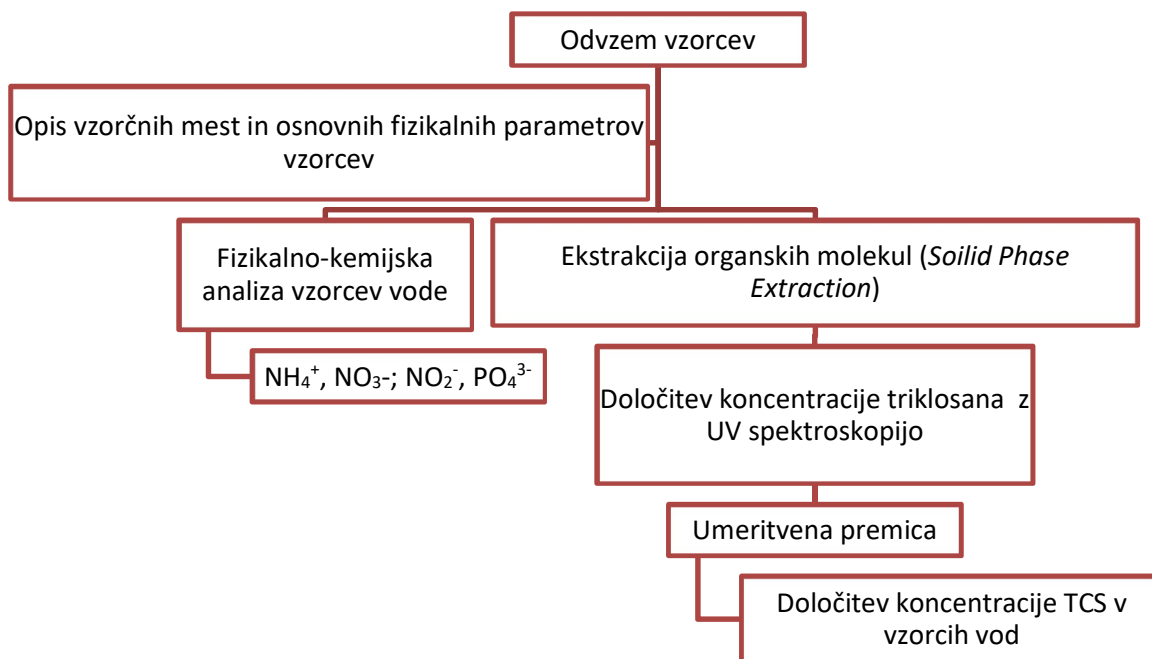 Odvzem vzorcev
Opis vzorčnih mest in osnovnih fizikalnih parametrov
vzorcev
Fizikalno-kemijska
analiza vzorcev vode
NH₄⁺, NO₃-; NO₂⁻, PO₄³⁻
Ekstrakcija organskih molekul (Soilid Phase
Extraction)
Določitev koncentracije triklosana z
UV spektroskopijo
Umeritvena premica
Določitev koncentracije TCS v
vzorcih vod